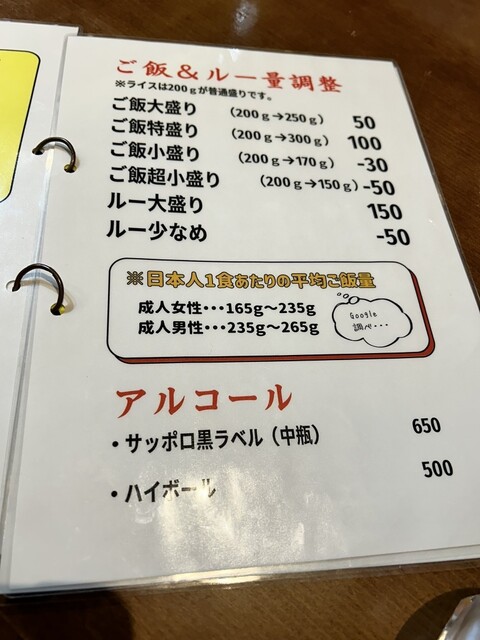 ご飯＆ルー量調整
※ライスは200ｇが普通盛りです。
ご飯大盛り （200ｇ→250ｇ） 50
ご飯特盛り （200ｇ→300ｇ） 100
ご飯小盛り （200ｇ→170ｇ） -30
ご飯超小盛り （200ｇ→150ｇ） -50
ルー大盛り 150
ルー少なめ -50
※日本人1食あたりの平均ご飯量
成人女性・・・165g～235g
成人男性・・・235g～265g
Google
調べ・・・
アルコール
・サッポロ黒ラベル（中瓶） 650
・ハイボール 500